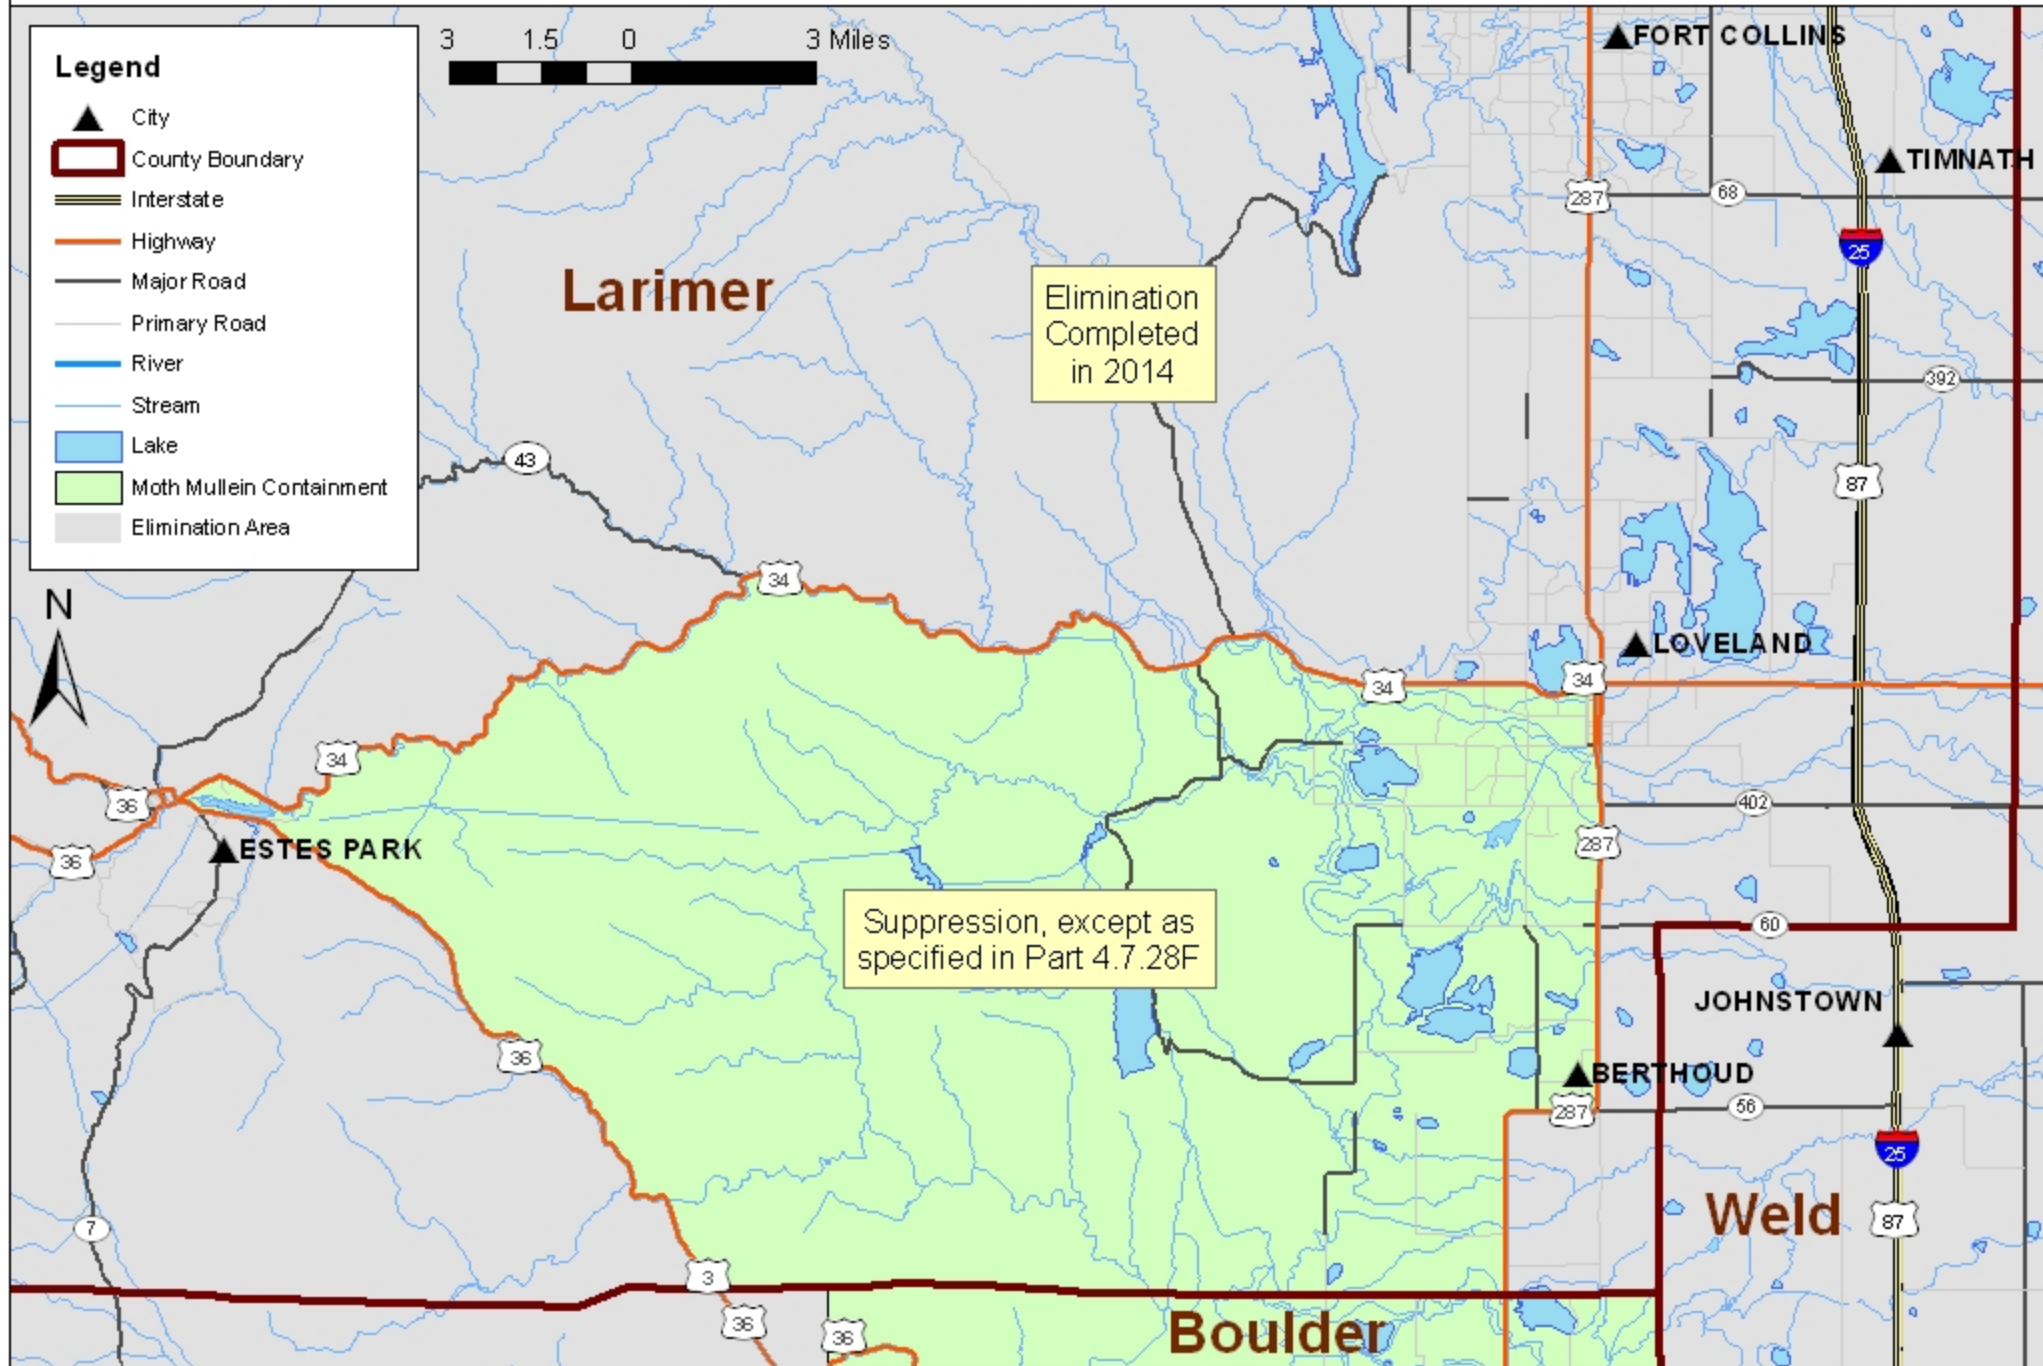 Legend
City
County Boundary
Interstate
Highway
Major Road
Primary Road
River
Stream
Lake
Moth Mullein Containment
Elimination Area
3 1.5 0 3 Miles
FORT COLLINS
TIMNATH
287
68
25
Larimer
Elimination
Completed
in 2014
392
43
87
34
N
LOVELAND
34
34
34
36
402
36
ESTES PARK
287
Suppression, except as
specified in Part 4.7.28F
60
JOHNSTOWN
36
BERTHOUD
287
56
25
7
Weld
87
3
36
36
Boulder